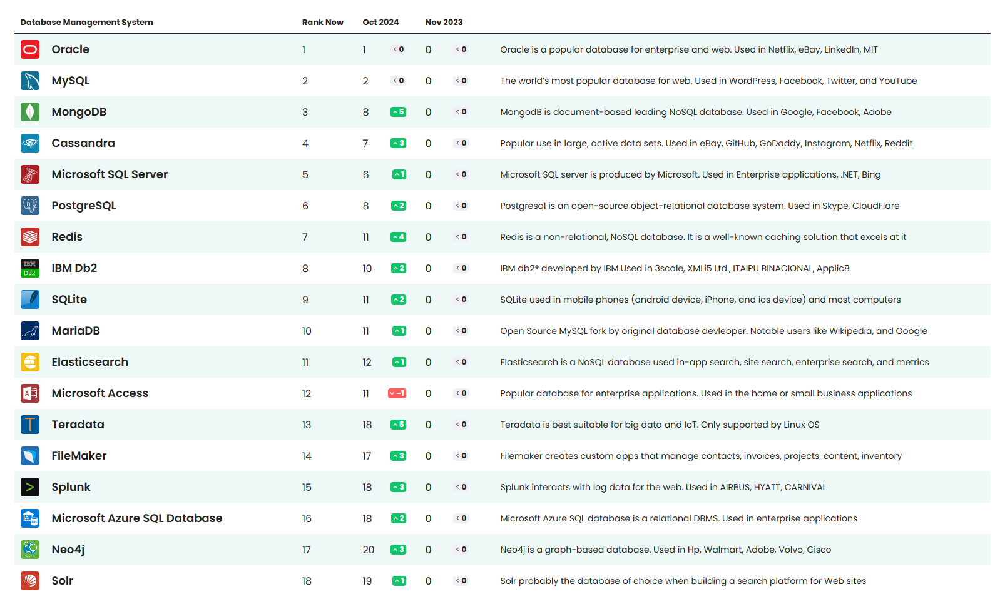 Database Management System Rank Now Oct 2024 Nov 2023
Oracle 1 1 < 0 0 < 0 Oracle is a popular database for enterprise and web. Used in Netflix, eBay, LinkedIn, MIT
MySQL 2 2 < 0 0 < 0 The world's most popular database for web. Used in WordPress, Facebook, Twitter, and YouTube
MongoDB 3 8 ^ 5 0 < 0 MongodB is document-based leading NoSQL database. Used in Google, Facebook, Adobe
Cassandra 4 7 ^ 3 0 < 0 Popular use in large, active data sets. Used in eBay, GitHub, GoDaddy, Instagram, Netflix, Reddit
Microsoft SQL Server 5 6 ^ 1 0 < 0 Microsoft SQL server is produced by Microsoft. Used in Enterprise applications, .NET, Bing
PostgreSQL 6 8 ^ 2 0 < 0 Postgresql is an open-source object-relational database system. Used in Skype, CloudFlare
Redis 7 11 ^ 4 0 < 0 Redis is a non-relational, NoSQL database. It is a well-known caching solution that excels at it
IBM DB2 IBM Db2 8 10 ^ 2 0 < 0 IBM db2® developed by IBM.Used in 3scale, XMLi5 Ltd., ITAIPU BINACIONAL, Applic8
SQLite 9 11 ^ 2 0 < 0 SQLite used in mobile phones (android device, iPhone, and ios device) and most computers
MariaDB 10 11 ^ 1 0 < 0 Open Source MySQL fork by original database devleoper. Notable users like Wikipedia, and Google
Elasticsearch 11 12 ^ 1 0 < 0 Elasticsearch is a NoSQL database used in-app search, site search, enterprise search, and metrics
A Microsoft Access 12 11 ⌄ -1 0 < 0 Popular database for enterprise applications. Used in the home or small business applications
T Teradata 13 18 ^ 5 0 < 0 Teradata is best suitable for big data and IoT. Only supported by Linux OS
FileMaker 14 17 ^ 3 0 < 0 Filemaker creates custom apps that manage contacts, invoices, projects, content, inventory
> Splunk 15 18 ^ 3 0 < 0 Splunk interacts with log data for the web. Used in AIRBUS, HYATT, CARNIVAL
SQL Microsoft Azure SQL Database 16 18 ^ 2 0 < 0 Microsoft Azure SQL database is a relational DBMS. Used in enterprise applications
Neo4j 17 20 ^ 3 0 < 0 Neo4j is a graph-based database. Used in Hp, Walmart, Adobe, Volvo, Cisco
Solr 18 19 ^ 1 0 < 0 Solr probably the database of choice when building a search platform for Web sites